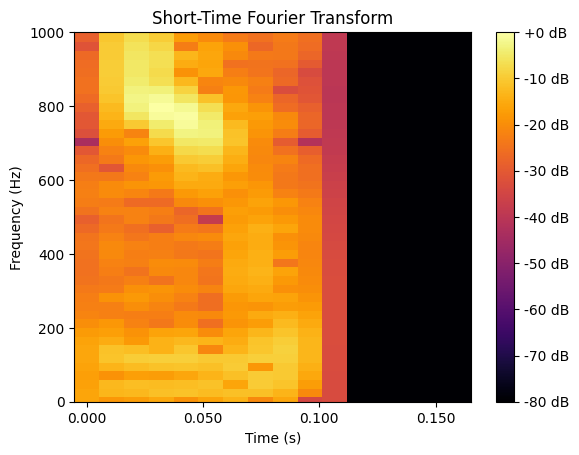 Short-Time Fourier Transform
1000
800
600
400
200
0
Frequency (Hz)
0.000
0.050
0.100
0.150
Time (s)
+0 dB
-10 dB
-20 dB
-30 dB
-40 dB
-50 dB
-60 dB
-70 dB
-80 dB